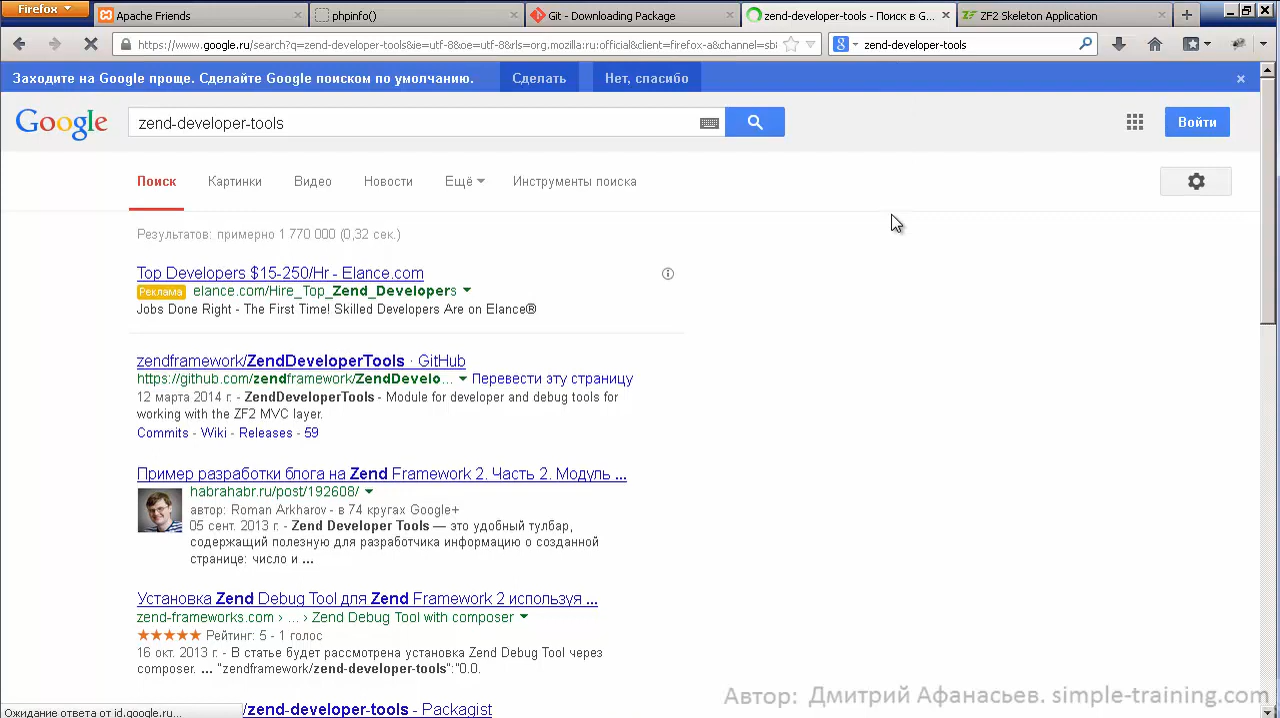 Firefox
Apache Friends
phpinfo()
Git - Downloading Package
zend-developer-tools - Поиск в G...
ZF2 Skeleton Application
https://www.google.ru/search?q=zend-developer-tools&ie=utf-8&oe=utf-8&rls=org.mozilla:ru:official&client=firefox-a&channel=sb
zend-developer-tools
Заходите на Google проще. Сделайте Google поиском по умолчанию.
Сделать
Нет, спасибо
Google
zend-developer-tools
Войти
Поиск
Картинки
Видео
Новости
Ещё
Инструменты поиска
Результатов: примерно 1 770 000 (0,32 сек.)
Top Developers $15-250/Hr - Elance.com
Реклама elance.com/Hire_Top_Zend_Developers
Jobs Done Right - The First Time! Skilled Developers Are on Elance®
zendframework/ZendDeveloperTools · GitHub
https://github.com/zendframework/ZendDevelo... Перевести эту страницу
12 марта 2014 г. - ZendDeveloperTools - Module for developer and debug tools for
working with the ZF2 MVC layer.
Commits - Wiki - Releases - 59
Пример разработки блога на Zend Framework 2. Часть 2. Модуль ...
habrahabr.ru/post/192608/
автор: Roman Arkharov - в 74 кругах Google+
05 сент. 2013 г. - Zend Developer Tools — это удобный тулбар,
содержащий полезную для разработчика информацию о созданной
странице: число и ...
Установка Zend Debug Tool для Zend Framework 2 используя ...
zend-frameworks.com › ... › Zend Debug Tool with composer
Рейтинг: 5 - 1 голос
16 окт. 2013 г. - В статье будет рассмотрена установка Zend Debug Tool через
composer. ... "zendframework/zend-developer-tools":"0.0.
/zend-developer-tools - Packagist
Ожидание ответа от id.google.ru...
Автор: Дмитрий Афанасьев. simple-training.com